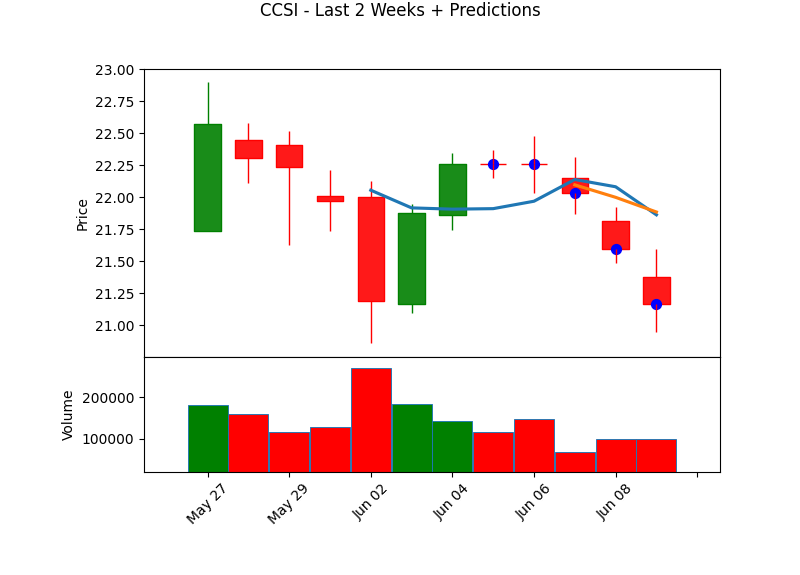 CCSI - Last 2 Weeks + Predictions
23.00
22.75
22.50
22.25
22.00
21.75
21.50
21.25
21.00
Price
200000
100000
Volume
May 27
May 29
Jun 02
Jun 04
Jun 06
Jun 08